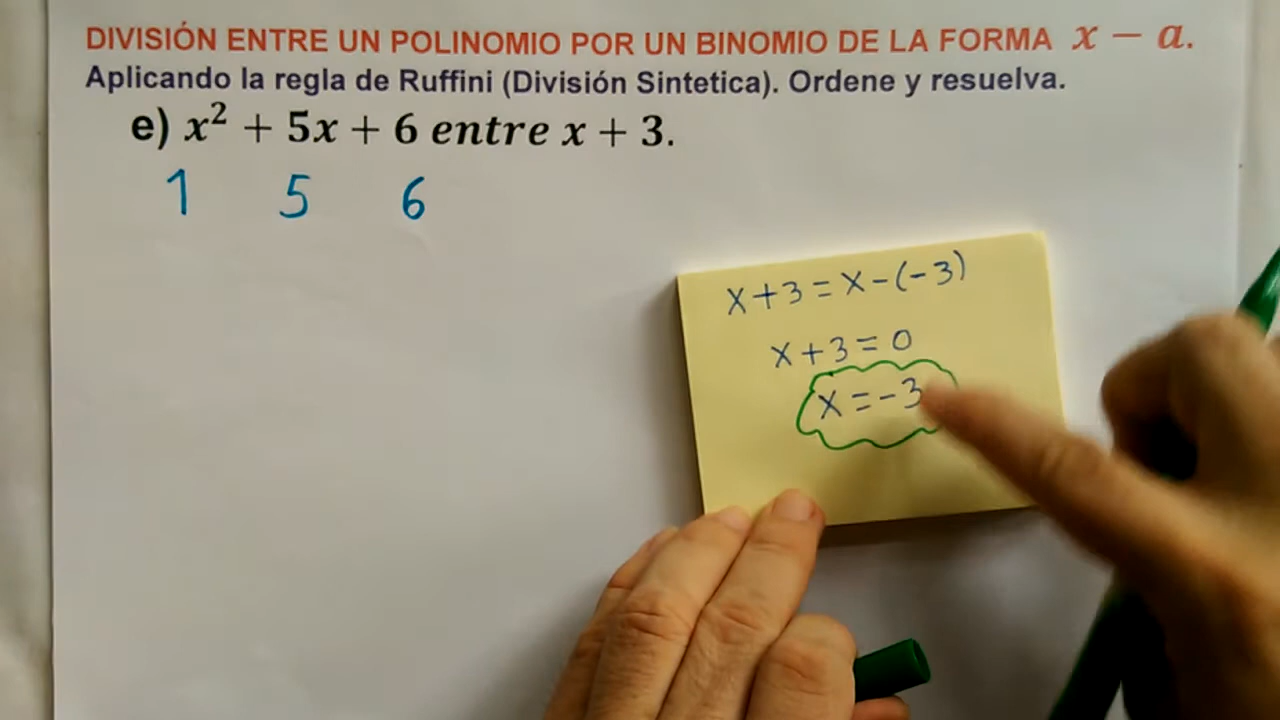 DIVISIÓN ENTRE UN POLINOMIO POR UN BINOMIO DE LA FORMA x − a.
Aplicando la regla de Ruffini (División Sintetica). Ordene y resuelva.
e) x² + 5x + 6 entre x + 3.
1 5 6
x+3=x-(-3)
x+3=0
x=-3